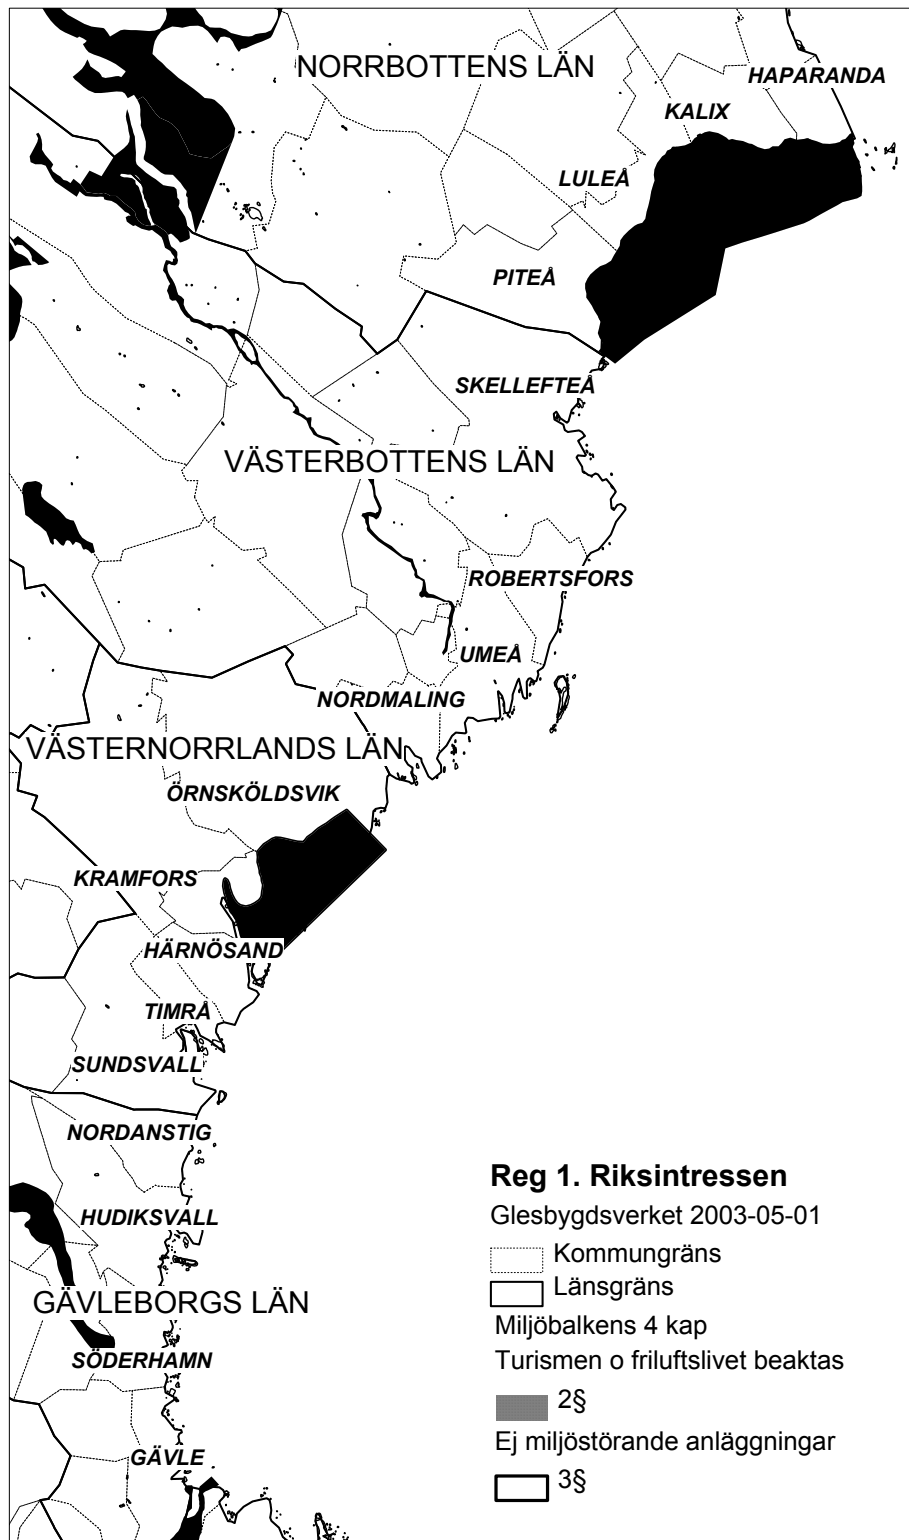 NORRBOTTENS LÄN
HAPARANDA
KALIX
LULEÅ
PITEÅ
SKELLEFTEÅ
VÄSTERBOTTENS LÄN
ROBERTSFORS
UMEÅ
NORDMALING
VÄSTERNORRLANDS LÄN
ÖRNSKÖLDSVIK
KRAMFORS
HÄRNÖSAND
TIMRÅ
SUNDSVALL
NORDANSTIG
HUDIKSVALL
GÄVLEBORGS LÄN
SÖDERHAMN
GÄVLE
Reg 1. Riksintressen
Glesbygdsverket 2003-05-01
Kommungräns
Länsgräns
Miljöbalkens 4 kap
Turismen o friluftslivet beaktas
2§
Ej miljöstörande anläggningar
3§